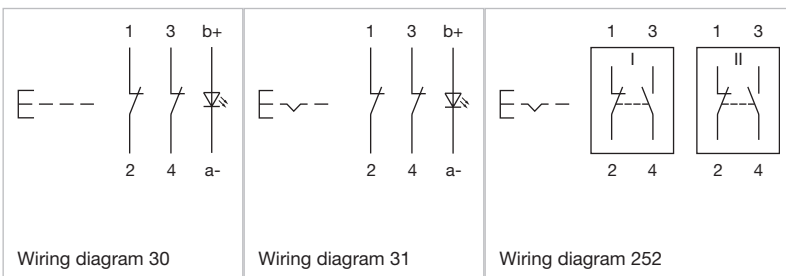 1 3 b+
2 4 a-
Wiring diagram 30
1 3 b+
2 4 a-
Wiring diagram 31
1 3 1 3
I II
2 4 2 4
Wiring diagram 252